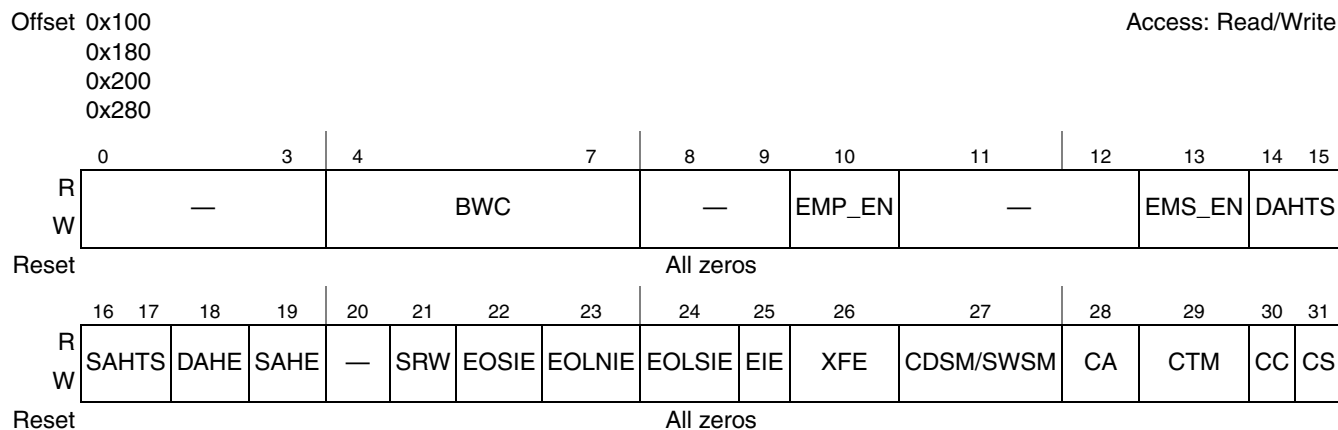 Offset 0x100 Access: Read/Write
0x180
0x200
0x280
0 3 4 7 8 9 10 11 12 13 14 15
R
— BWC — EMP_EN — EMS_EN DAHTS
W
Reset All zeros
16 17 18 19 20 21 22 23 24 25 26 27 28 29 30 31
R
SAHTS DAHE SAHE — SRW EOSIE EOLNIE EOLSIE EIE XFE CDSM/SWSM CA CTM CC CS
W
Reset All zeros